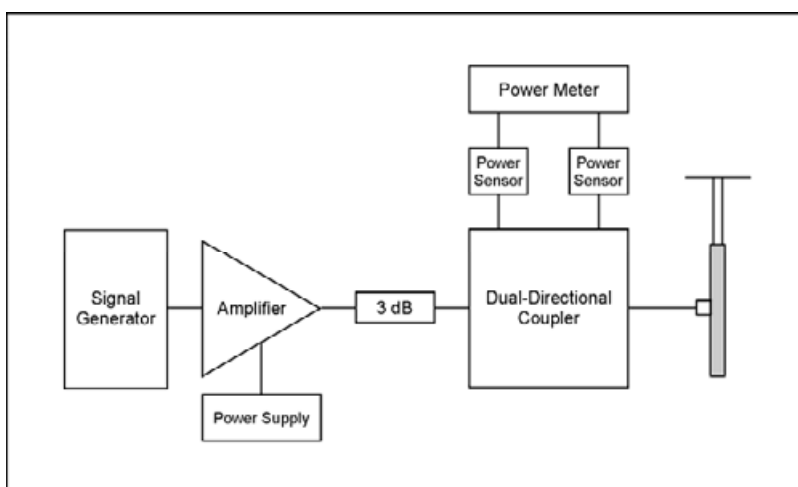 Power Meter
Power
Sensor
Power
Sensor
Signal
Generator
Amplifier
3 dB
Dual-Directional
Coupler
Power Supply